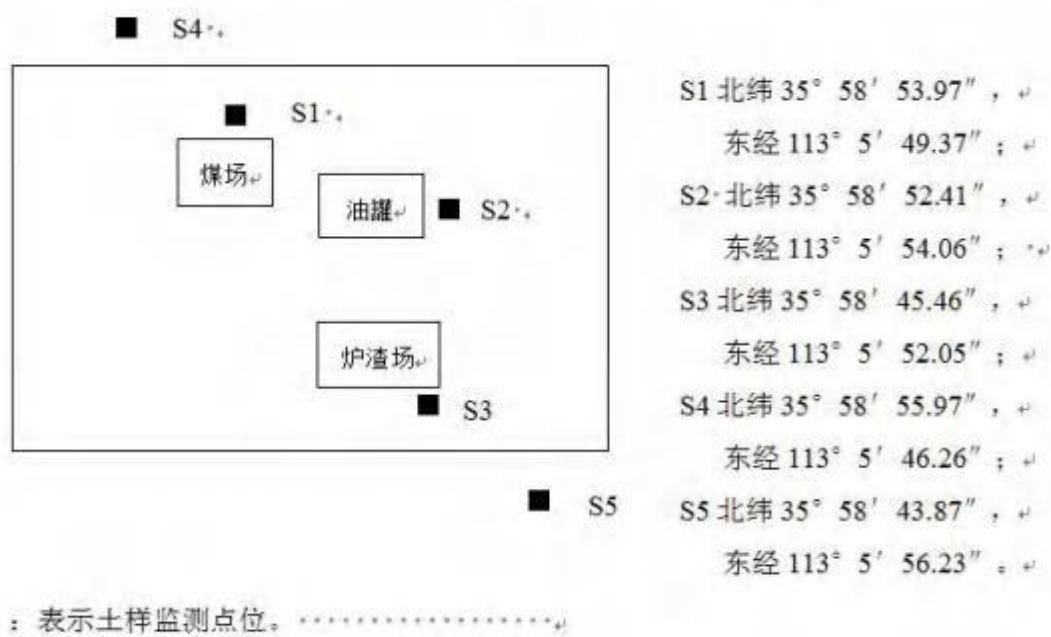 S4
S1
煤场
油罐
S2
炉渣场
S3
S5
S1 北纬 35° 58′ 53.97″，
东经 113° 5′ 49.37″；
S2 北纬 35° 58′ 52.41″，
东经 113° 5′ 54.06″；
S3 北纬 35° 58′ 45.46″，
东经 113° 5′ 52.05″；
S4 北纬 35° 58′ 55.97″，
东经 113° 5′ 46.26″；
S5 北纬 35° 58′ 43.87″，
东经 113° 5′ 56.23″。
：表示土样监测点位。